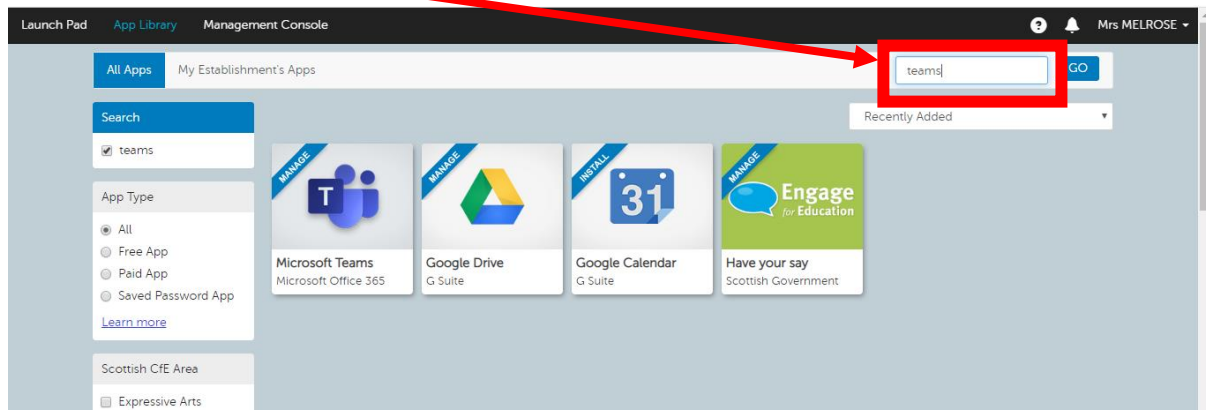 Launch Pad App Library Management Console ? Mrs MELROSE
All Apps My Establishment's Apps teams GO
Search Recently Added
teams
App Type
All
Free App
Paid App
Saved Password App
Learn more
Scottish CfE Area
Expressive Arts
MANAGE
T
Microsoft Teams
Microsoft Office 365
MANAGE
Google Drive
G Suite
INSTALL
31
Google Calendar
G Suite
MANAGE
Engage
for Education
Have your say
Scottish Government